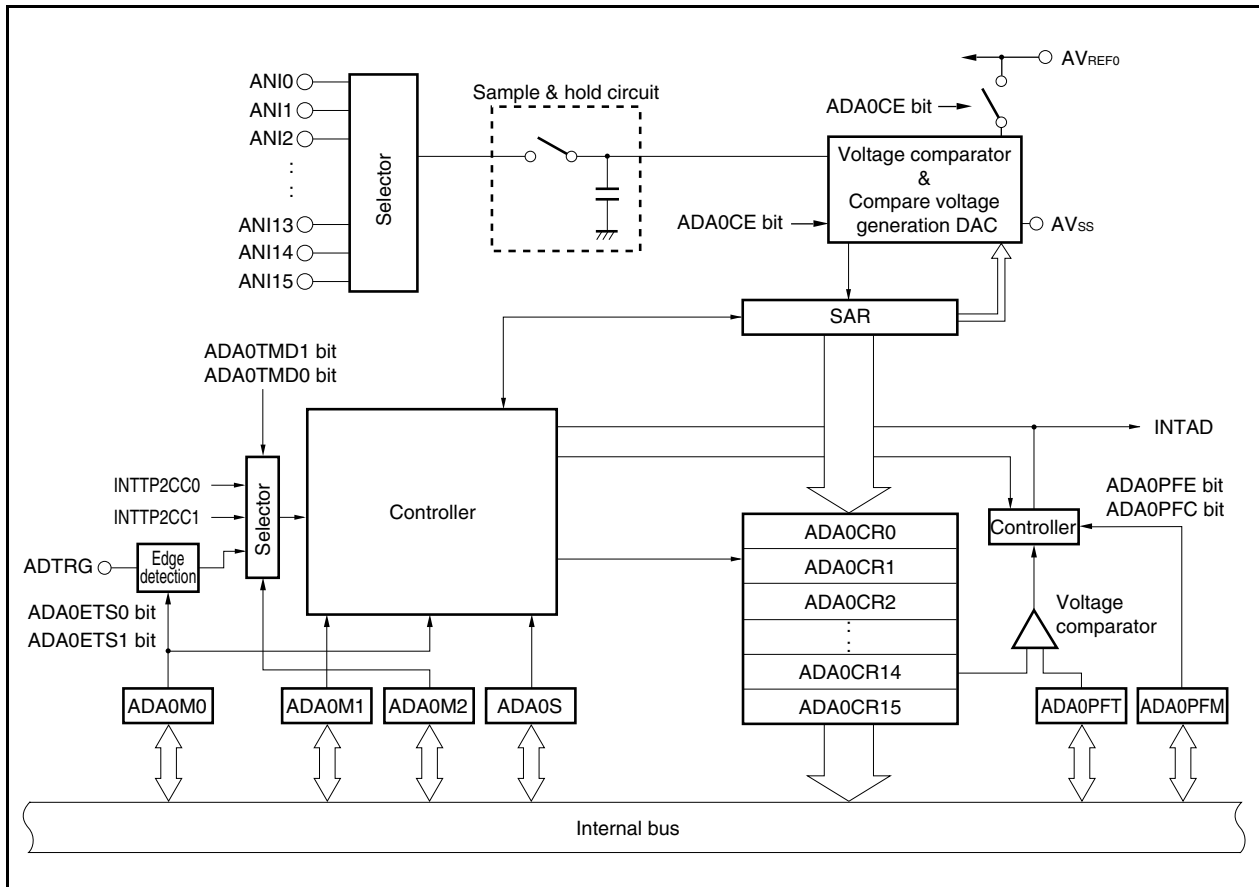 ANI0
ANI1
ANI2
ANI13
ANI14
ANI15
Selector
Sample & hold circuit
AVREF0
ADA0CE bit
Voltage comparator
&
Compare voltage
generation DAC
ADA0CE bit
AVSS
SAR
ADA0TMD1 bit
ADA0TMD0 bit
INTTP2CC0
INTTP2CC1
ADTRG
Edge
detection
Selector
ADA0ETS0 bit
ADA0ETS1 bit
Controller
INTAD
ADA0PFE bit
ADA0PFC bit
Controller
Voltage
comparator
ADA0CR0
ADA0CR1
ADA0CR2
ADA0CR14
ADA0CR15
ADA0M0
ADA0M1
ADA0M2
ADA0S
ADA0PFT
ADA0PFM
Internal bus